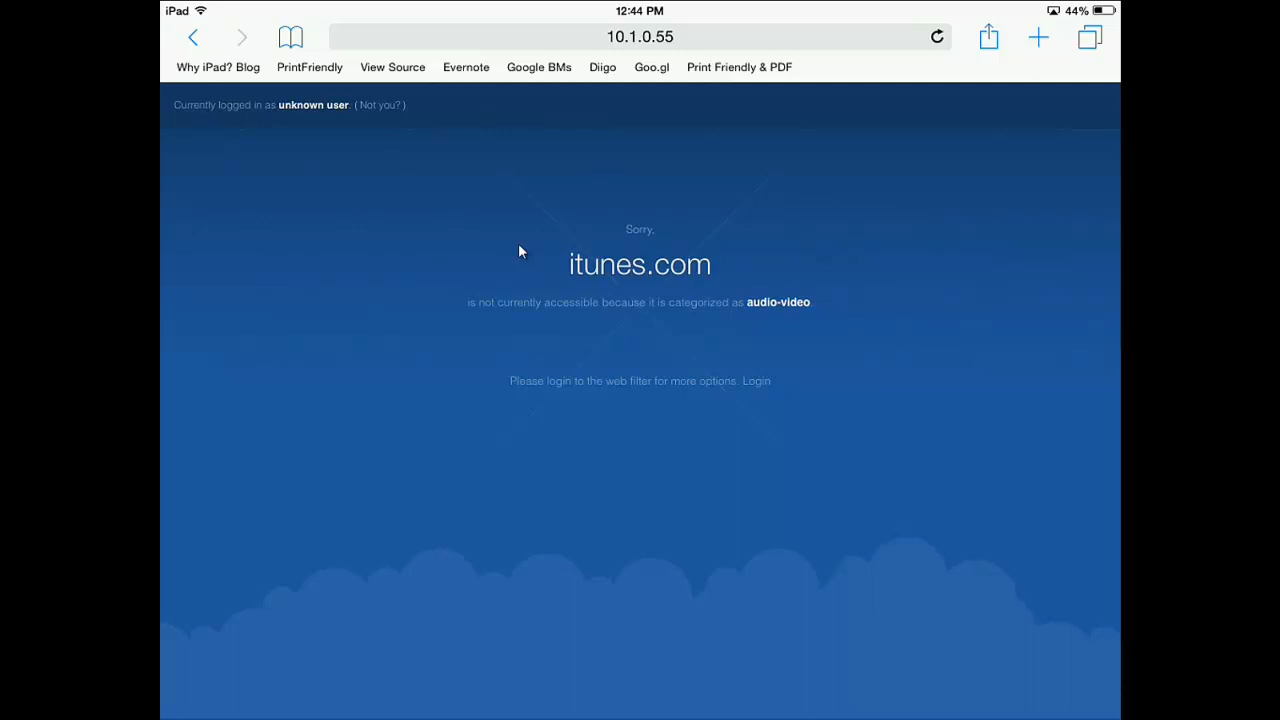 iPad 12:44 PM 44%
10.1.0.55
Why iPad? Blog PrintFriendly View Source Evernote Google BMs Diigo Goo.gl Print Friendly & PDF
Currently logged in as unknown user. ( Not you? )
Sorry,
itunes.com
is not currently accessible because it is categorized as audio-video.
Please login to the web filter for more options. Login